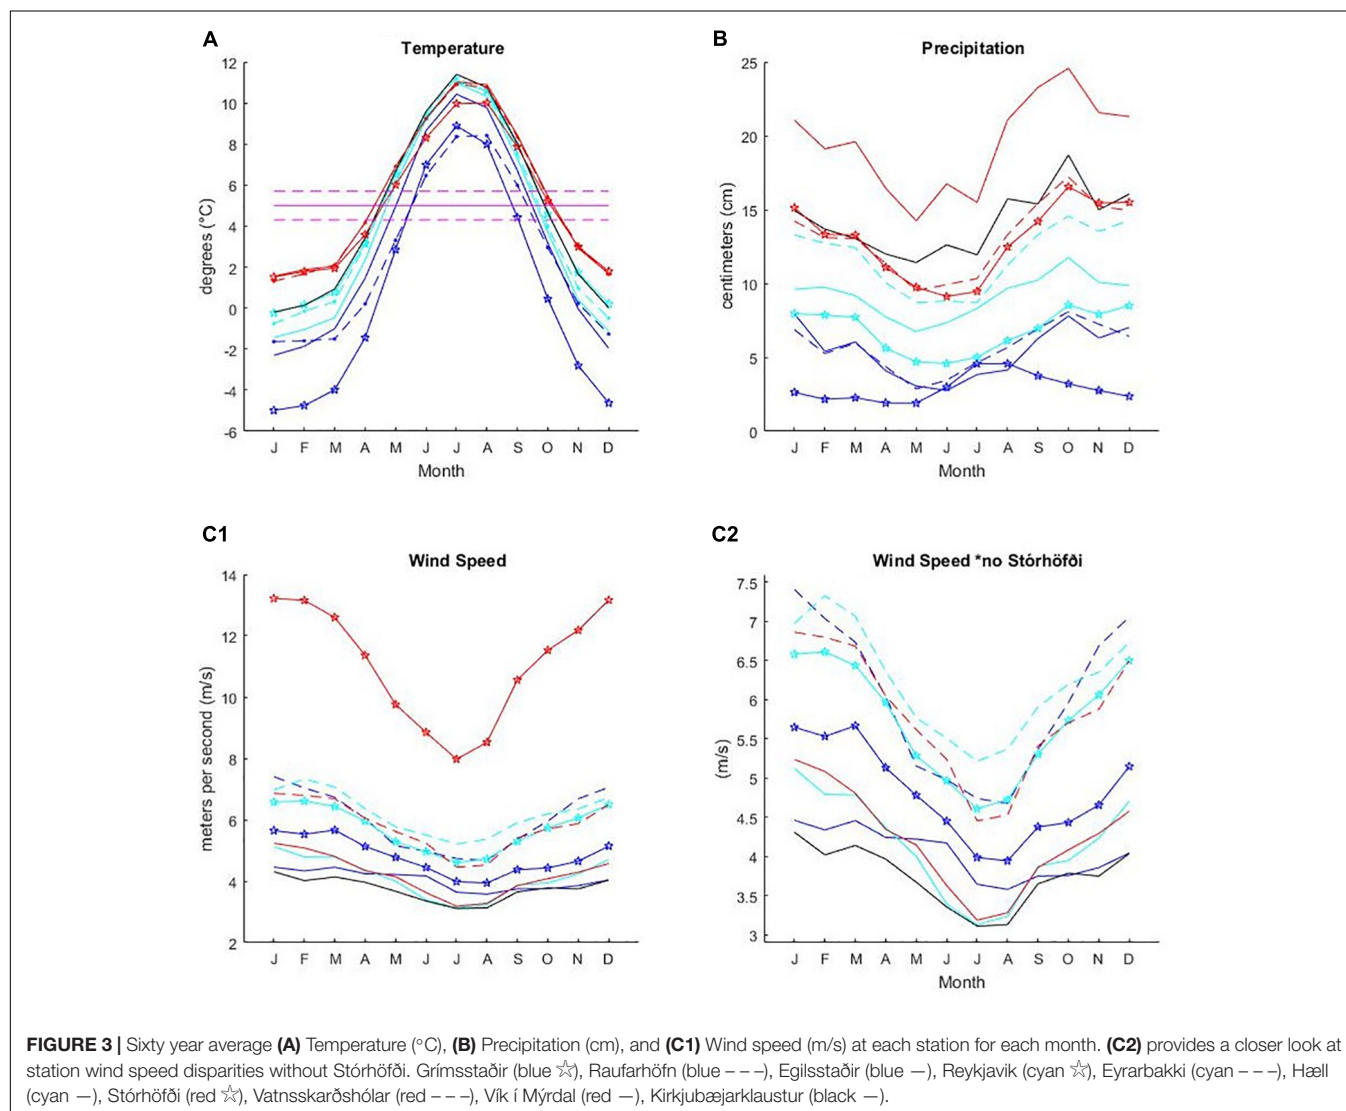 A
Temperature
12
10
8
6
4
2
0
-2
-4
-6
degrees (°C)
J F M A M J J A S O N D
Month
B
Precipitation
25
20
15
10
5
0
centimeters (cm)
J F M A M J J A S O N D
Month
C1
Wind Speed
14
12
10
8
6
4
2
meters per second (m/s)
J F M A M J J A S O N D
C2
Wind Speed *no Stórhöfði
7.5
7
6.5
6
5.5
5
4.5
4
3.5
3
(m/s)
J F M A M J J A S O N D
Month
FIGURE 3 | Sixty year average (A) Temperature (°C), (B) Precipitation (cm), and (C1) Wind speed (m/s) at each station for each month. (C2) provides a closer look at
station wind speed disparities without Stórhöfði. Grímsstaðir (blue ☆), Raufarhöfn (blue – – –), Egilsstaðir (blue —), Reykjavik (cyan ☆), Eyrarbakki (cyan – – –), Hæll
(cyan —), Stórhöfði (red ☆), Vatnsskarðshólar (red – – –), Vík í Mýrdal (red —), Kirkjubæjarklaustur (black —).